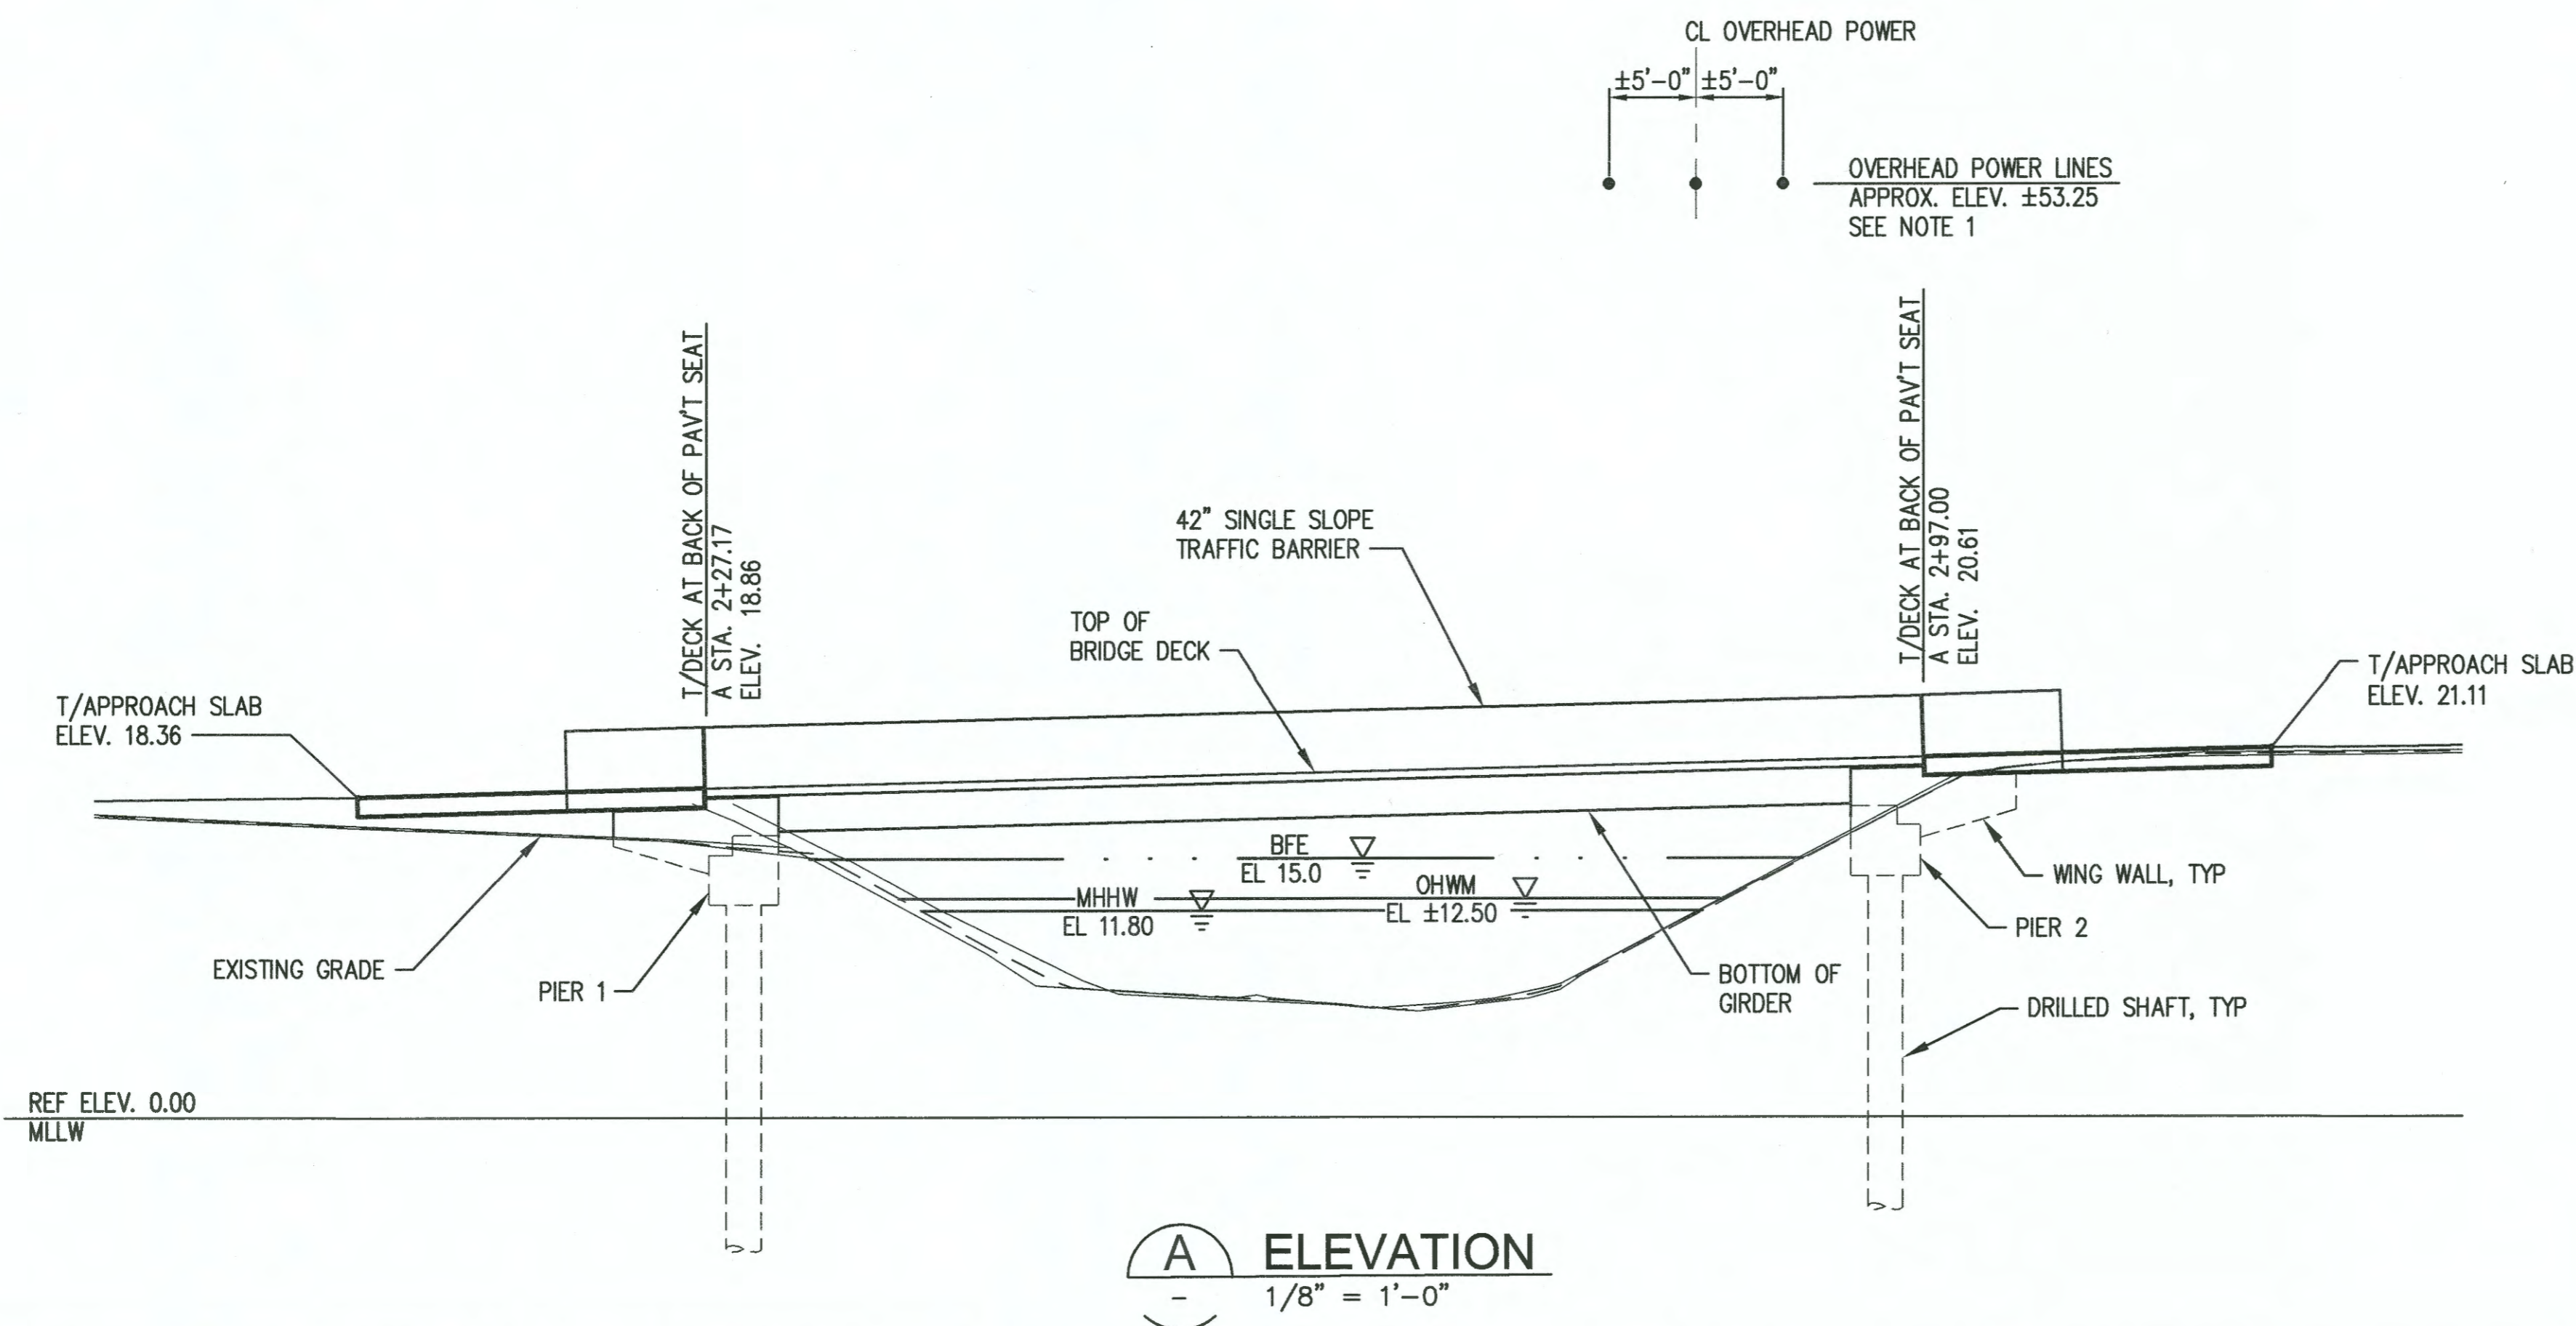 CL OVERHEAD POWER
±5'-0" ±5'-0"
OVERHEAD POWER LINES
APPROX. ELEV. ±53.25
SEE NOTE 1
T/DECK AT BACK OF PAV'T SEAT
A STA. 2+27.17
ELEV. 18.86
T/DECK AT BACK OF PAV'T SEAT
A STA. 2+97.00
ELEV. 20.61
42" SINGLE SLOPE
TRAFFIC BARRIER
TOP OF
BRIDGE DECK
T/APPROACH SLAB
ELEV. 18.36
T/APPROACH SLAB
ELEV. 21.11
BFE
EL 15.0
MHHW
EL 11.80
OHWM
EL ±12.50
WING WALL, TYP
PIER 2
EXISTING GRADE
PIER 1
BOTTOM OF
GIRDER
DRILLED SHAFT, TYP
REF ELEV. 0.00
MLLW
A
-
ELEVATION
1/8" = 1'-0"